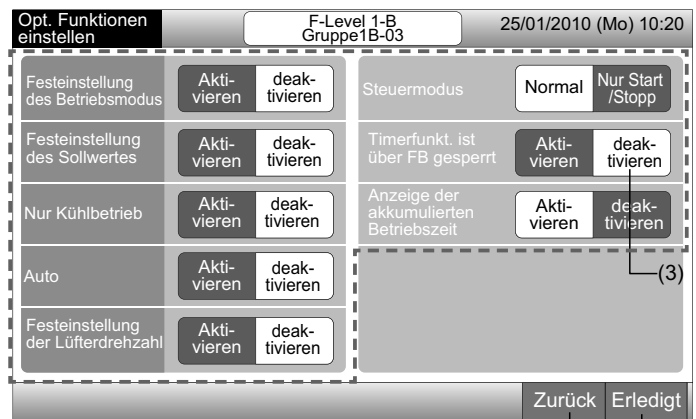 Opt. Funktionen
einstellen
F-Level 1-B
Gruppe1B-03
25/01/2010 (Mo) 10:20
Festeinstellung
des Betriebsmodus
Akti-
vieren
deak-
tivieren
Festeinstellung
des Sollwertes
Akti-
vieren
deak-
tivieren
Nur Kühlbetrieb
Akti-
vieren
deak-
tivieren
Auto
Akti-
vieren
deak-
tivieren
Festeinstellung
der Lüfterdrehzahl
Akti-
vieren
deak-
tivieren
Steuermodus
Normal
Nur Start
/Stopp
Timerfunkt. ist
über FB gesperrt
Akti-
vieren
deak-
tivieren
Anzeige der
akkumulierten
Betriebszeit
Akti-
vieren
deak-
tivieren
(3)
Zurück
Erledigt